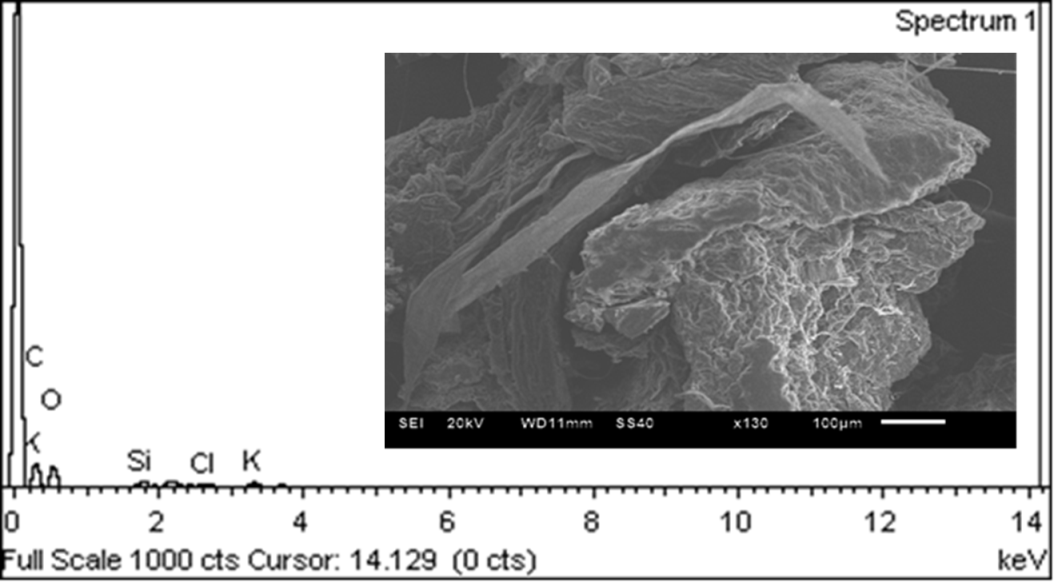 Spectrum 1
SEI 20kV WD11mm SS40 x130 100µm
C
O
K
Si Cl K
0 2 4 6 8 10 12 14
Full Scale 1000 cts Cursor: 14.129 (0 cts) keV